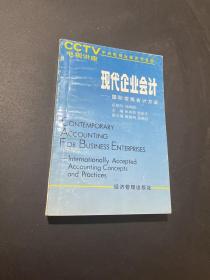 CCTV
电视讲座
现代企业会计
国际通用会计方法
CONTEMPORARY
ACCOUNTING
FOR BUSINESS ENTERPRISES
Internationally Accepted
Accounting Concepts
and Practices
经济管理出版社